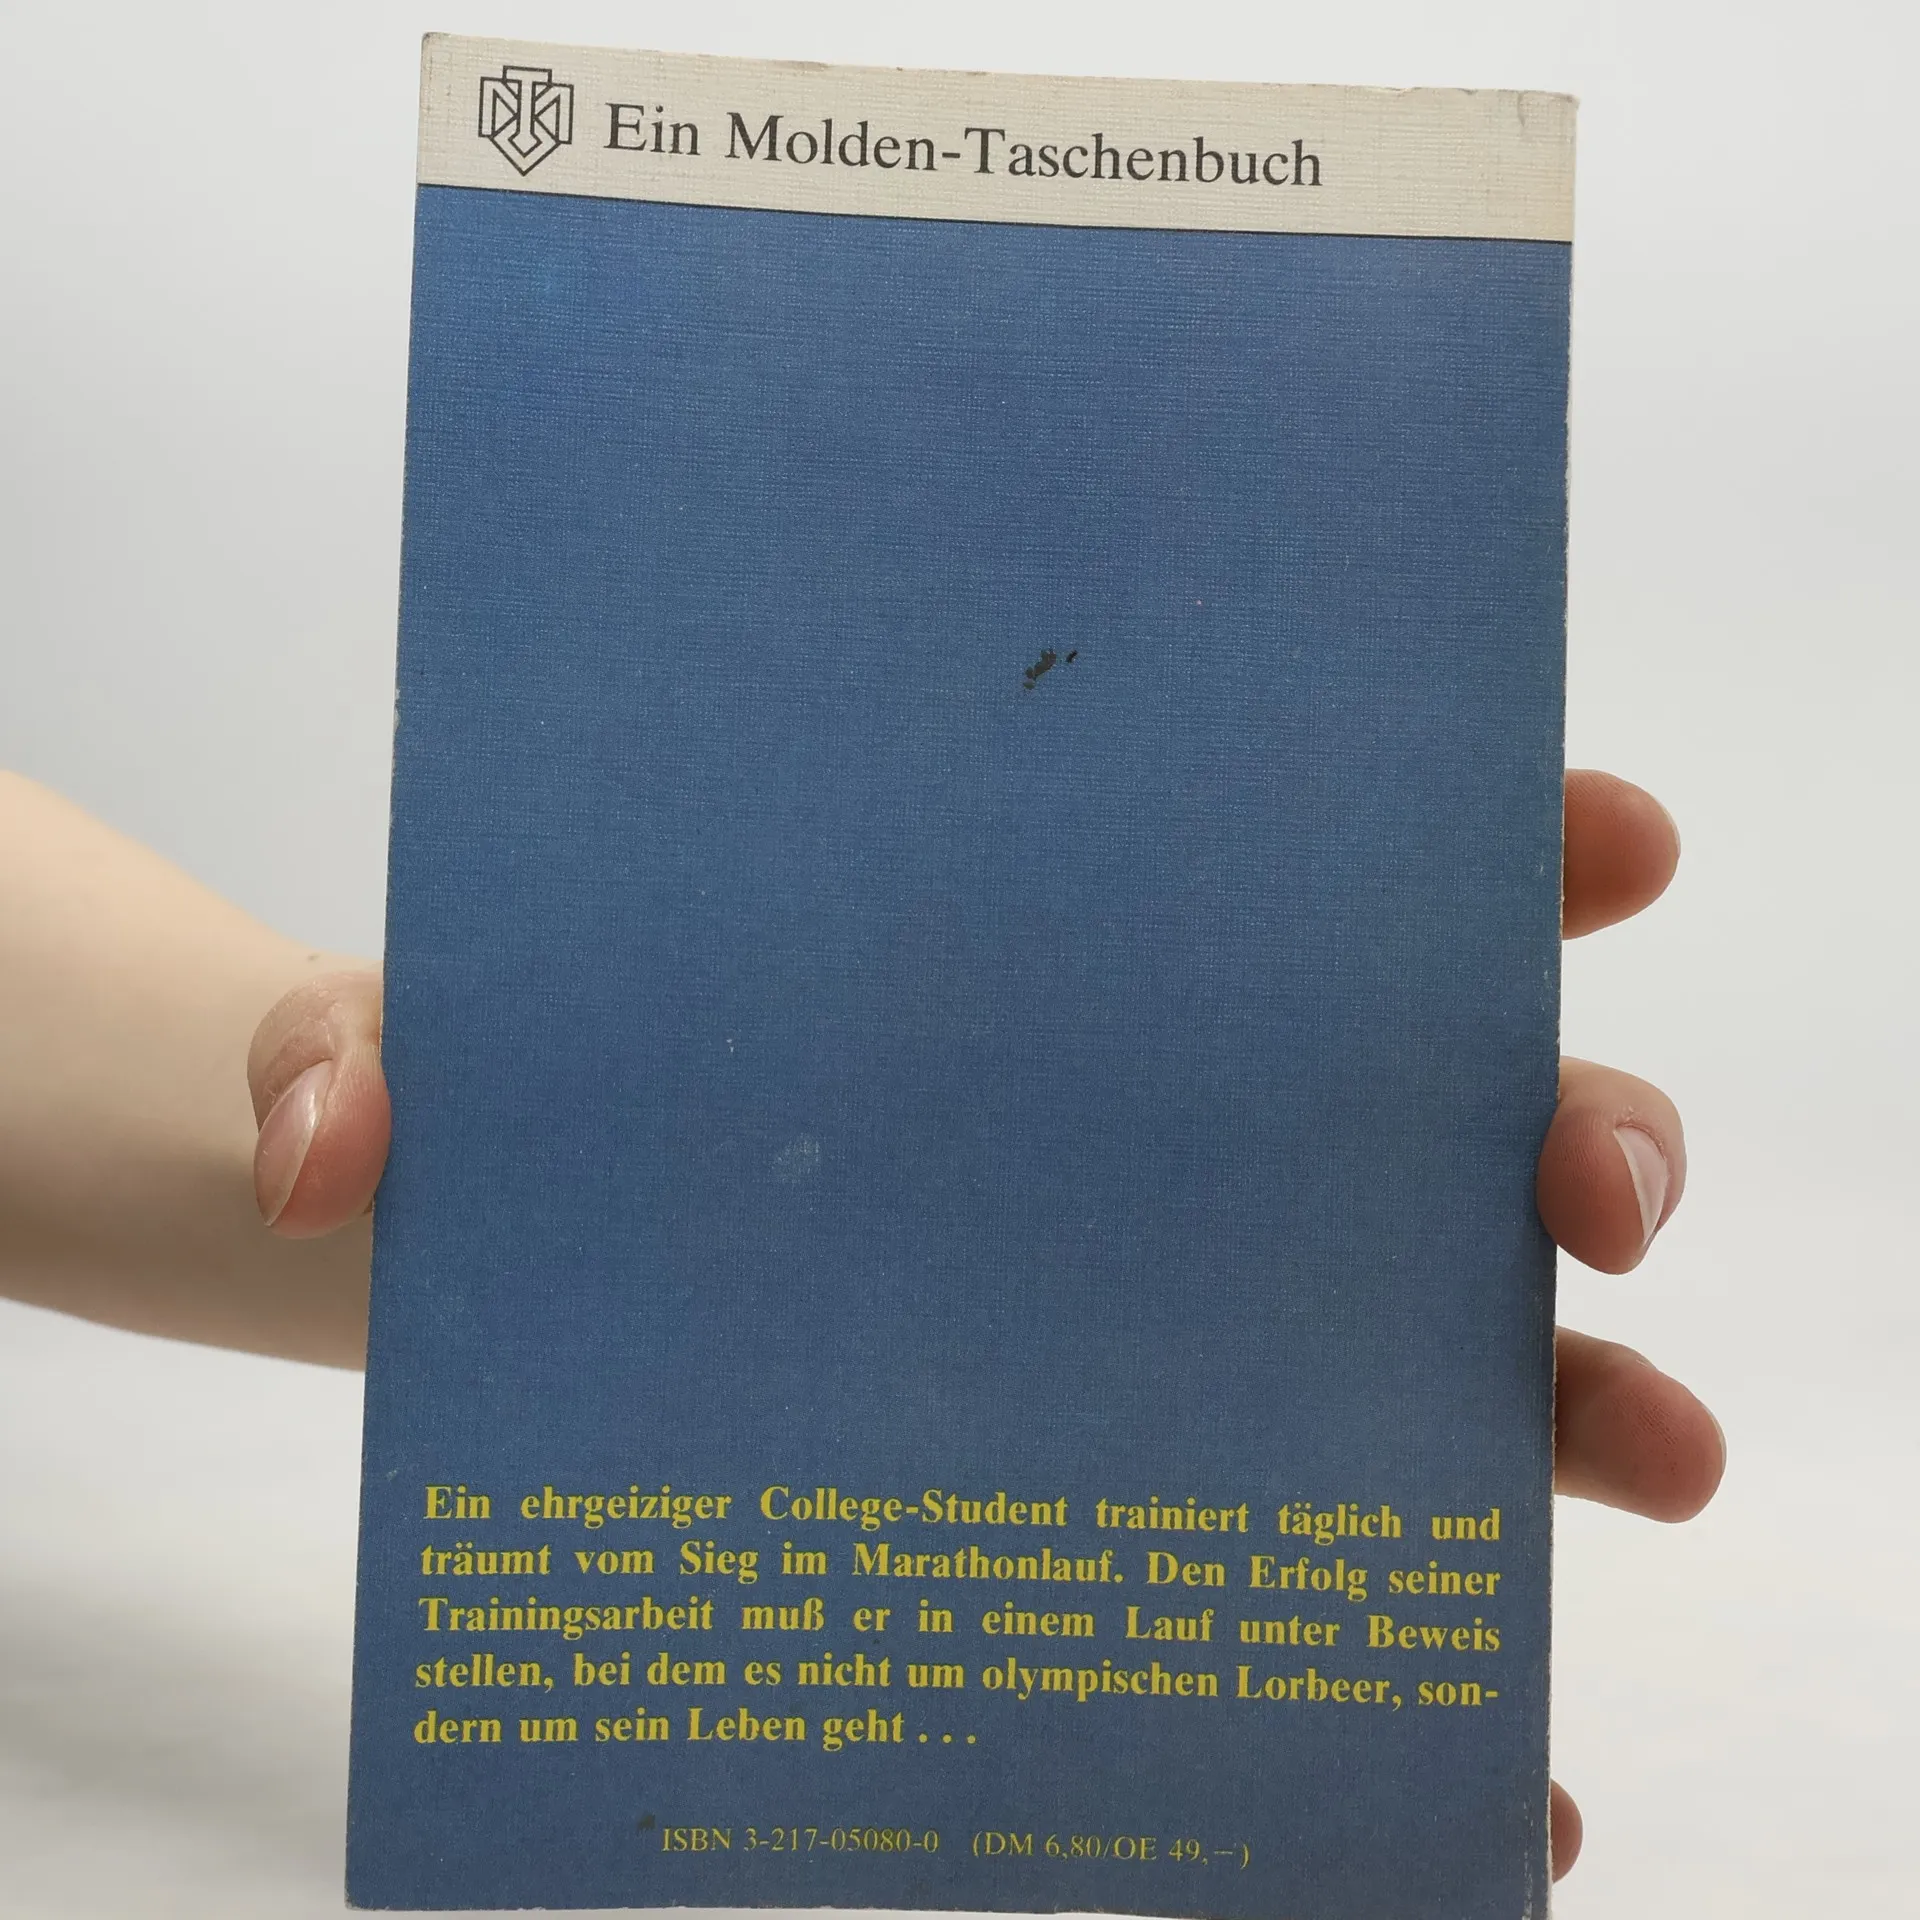 Ein Molden-Taschenbuch
Ein ehrgeiziger College-Student trainiert täglich und
träumt vom Sieg im Marathonlauf. Den Erfolg seiner
Trainingsarbeit muß er in einem Lauf unter Beweis
stellen, bei dem es nicht um olympischen Lorbeer, son-
dern um sein Leben geht . . .
ISBN 3-217-05080-0 (DM 6,80/OE 49,—)